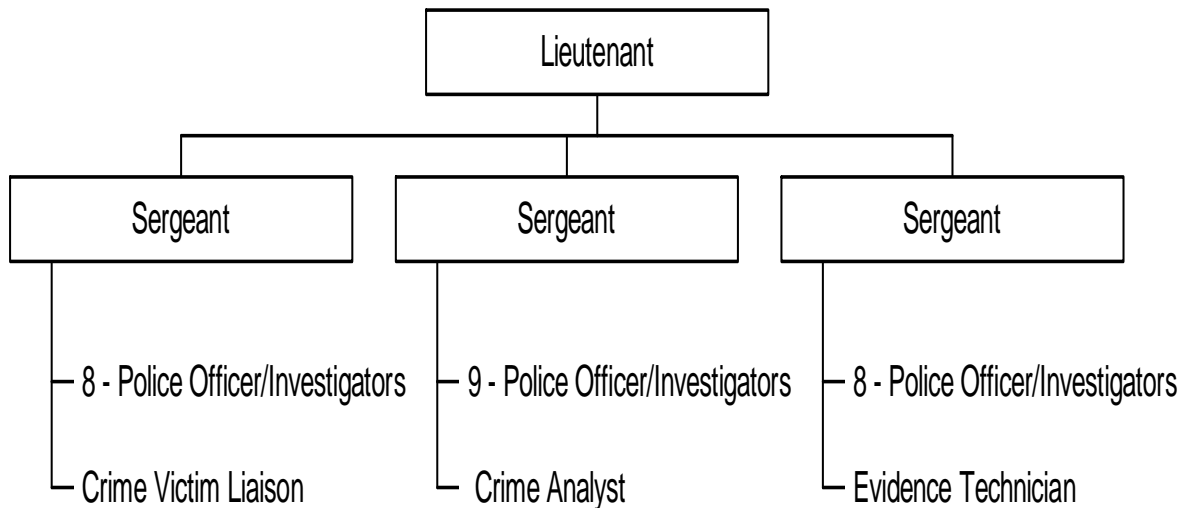 Lieutenant
Sergeant
Sergeant
Sergeant
8 - Police Officer/Investigators
9 - Police Officer/Investigators
8 - Police Officer/Investigators
Crime Victim Liaison
Crime Analyst
Evidence Technician